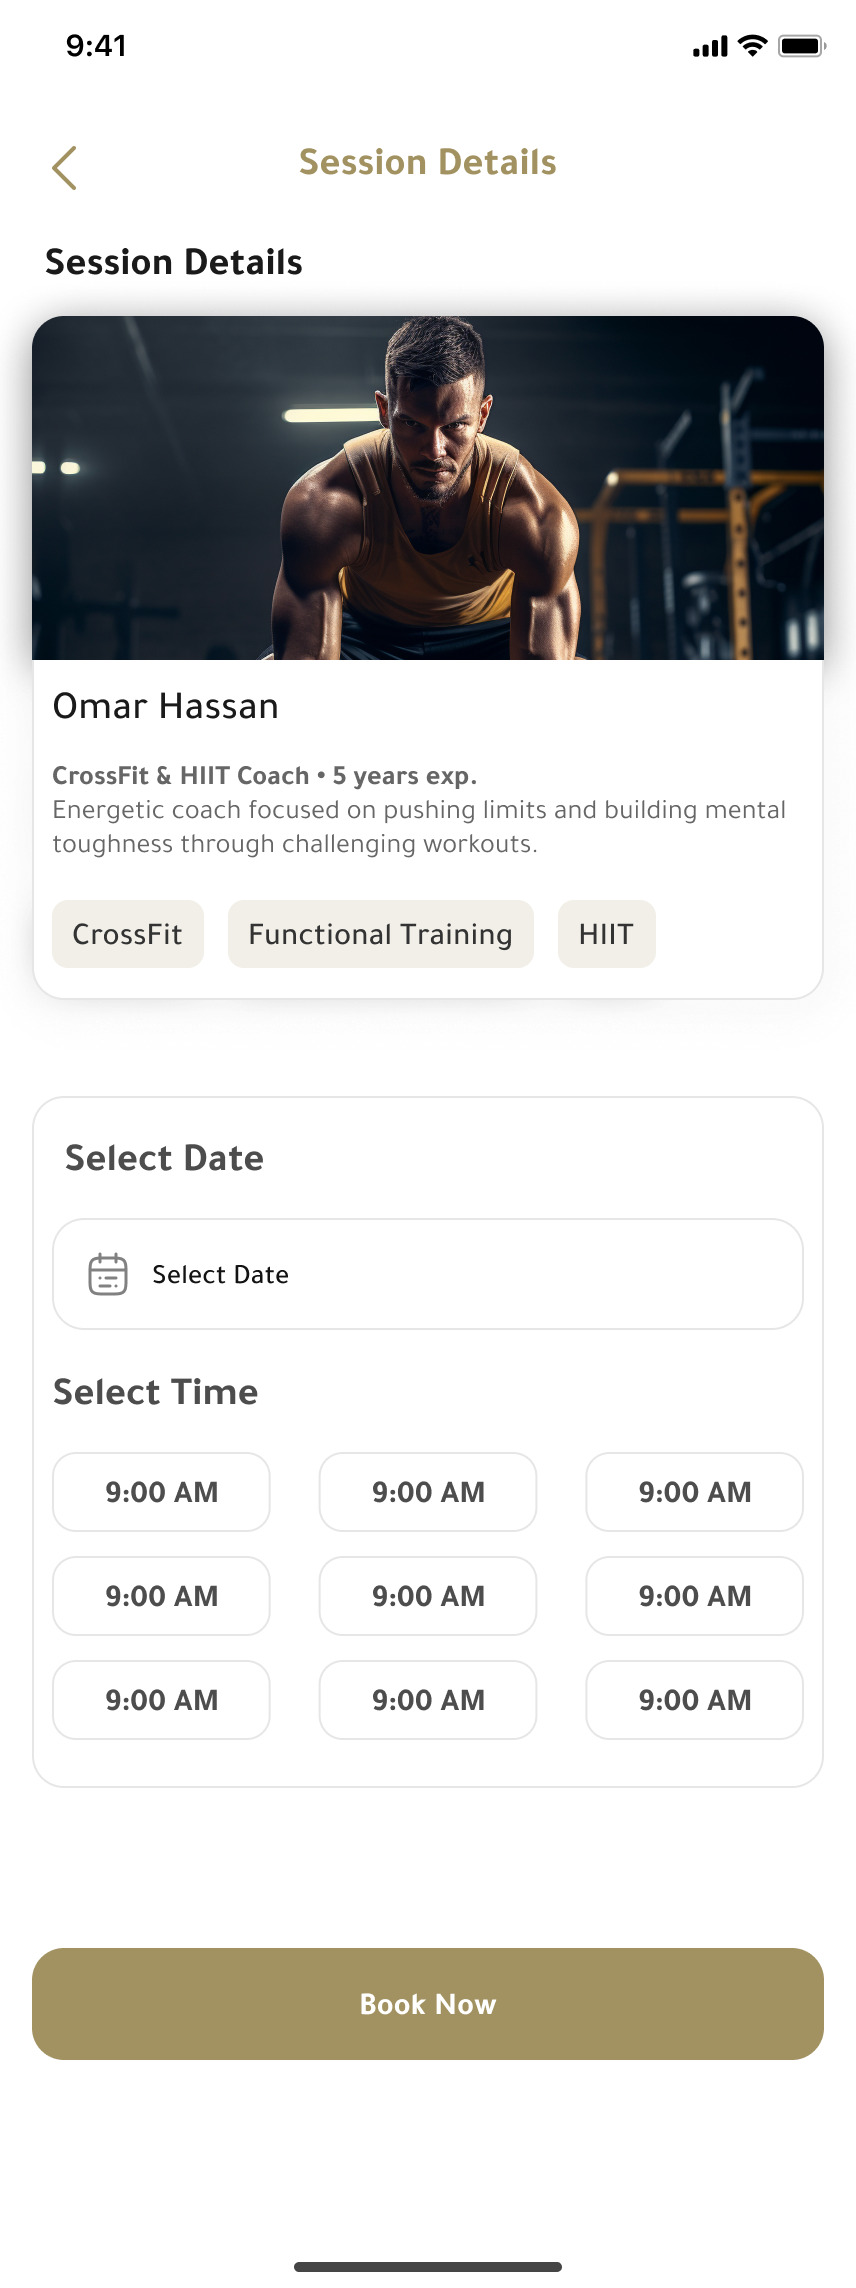 9:41
Session Details
Session Details
Omar Hassan
CrossFit & HIIT Coach • 5 years exp.
Energetic coach focused on pushing limits and building mental
toughness through challenging workouts.
CrossFit
Functional Training
HIIT
Select Date
Select Date
Select Time
9:00 AM
9:00 AM
9:00 AM
9:00 AM
9:00 AM
9:00 AM
9:00 AM
9:00 AM
9:00 AM
Book Now